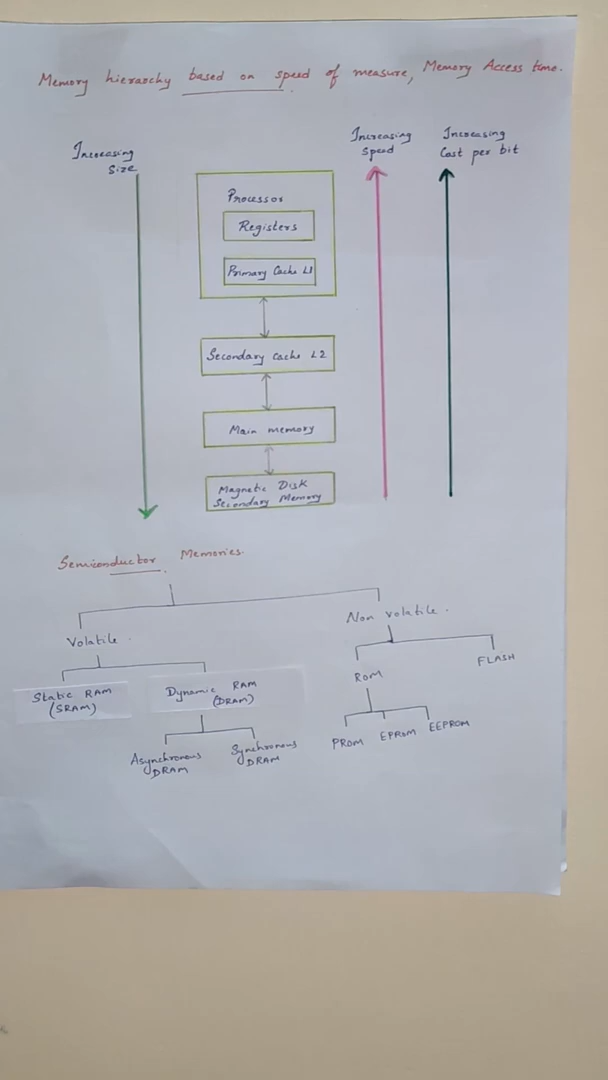 Memory hierarchy based on speed of measure, Memory Access time.
Increasing
Size
Increasing
Speed
Increasing
Cost per bit
Processor
Registers
Primary Cache L1
Secondary Cache L2
Main memory
Magnetic Disk
Secondary Memory
Semiconductor Memories.
Volatile.
Non volatile.
Static RAM
(SRAM)
Dynamic RAM
(DRAM)
ROM
FLASH
Asynchronous
DRAM
Synchronous
DRAM
PROM
EPROM
EEPROM